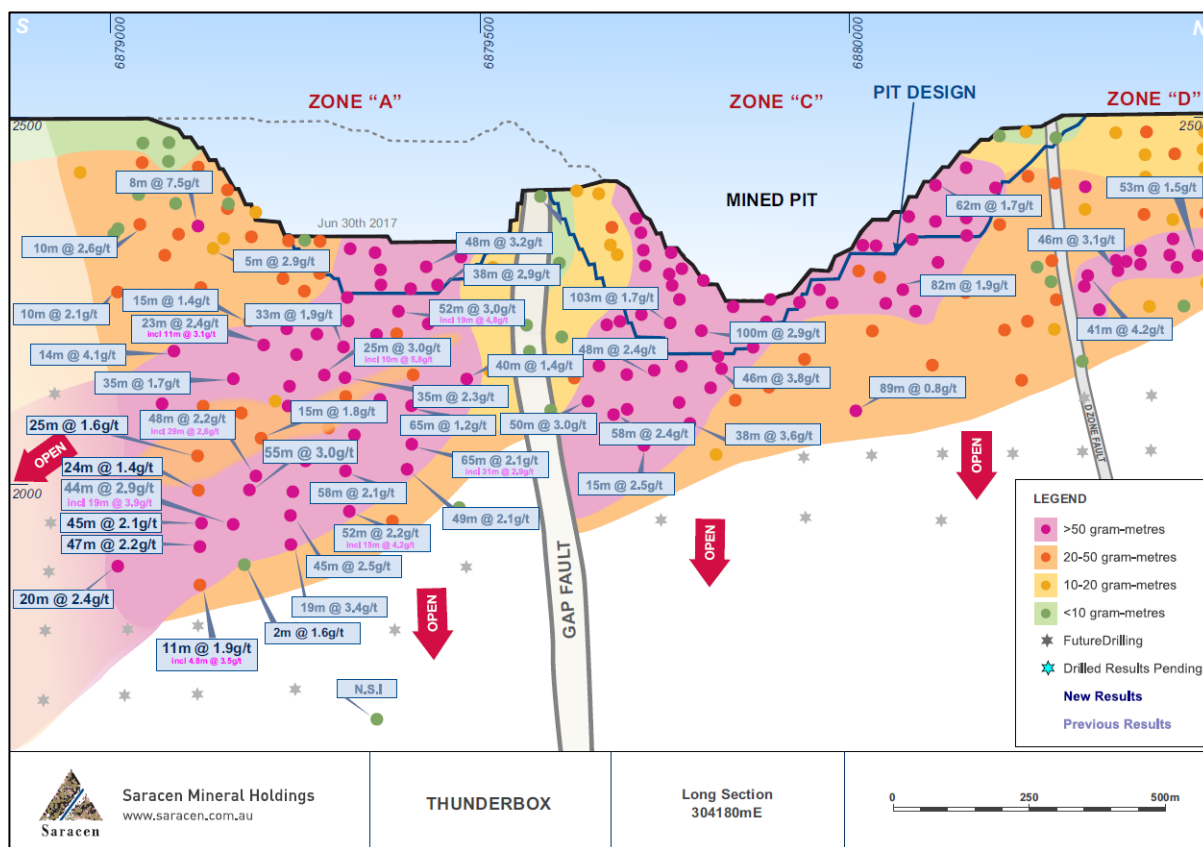 S
6879000
6879500
6880000
N
ZONE "A"
ZONE "C"
PIT DESIGN
ZONE "D"
2500
2500
8m @ 7.5g/t
MINED PIT
53m @ 1.5g/t
62m @ 1.7g/t
Jun 30th 2017
10m @ 2.6g/t
5m @ 2.9g/t
48m @ 3.2g/t
46m @ 3.1g/t
38m @ 2.9g/t
82m @ 1.9g/t
15m @ 1.4g/t
103m @ 1.7g/t
10m @ 2.1g/t
33m @ 1.9g/t
52m @ 3.0g/t
incl 19m @ 4.8g/t
23m @ 2.4g/t
incl 11m @ 3.1g/t
100m @ 2.9g/t
41m @ 4.2g/t
14m @ 4.1g/t
25m @ 3.0g/t
incl 10m @ 5.8g/t
48m @ 2.4g/t
40m @ 1.4g/t
46m @ 3.8g/t
35m @ 1.7g/t
35m @ 2.3g/t
89m @ 0.8g/t
15m @ 1.8g/t
48m @ 2.2g/t
incl 29m @ 2.6g/t
25m @ 1.6g/t
65m @ 1.2g/t
50m @ 3.0g/t
58m @ 2.4g/t
38m @ 3.6g/t
D ZONE FAULT
OPEN
55m @ 3.0g/t
65m @ 2.1g/t
incl 31m @ 2.9g/t
OPEN
24m @ 1.4g/t
2000
44m @ 2.9g/t
incl 19m @ 3.9g/t
58m @ 2.1g/t
15m @ 2.5g/t
45m @ 2.1g/t
49m @ 2.1g/t
52m @ 2.2g/t
incl 15m @ 4.2g/t
47m @ 2.2g/t
OPEN
45m @ 2.5g/t
20m @ 2.4g/t
19m @ 3.4g/t
GAP FAULT
OPEN
2m @ 1.6g/t
11m @ 1.9g/t
incl 4.8m @ 3.5g/t
N.S.I
LEGEND
>50 gram-metres
20-50 gram-metres
10-20 gram-metres
<10 gram-metres
FutureDrilling
Drilled Results Pending
New Results
Previous Results
Saracen
Saracen Mineral Holdings
www.saracen.com.au
THUNDERBOX
Long Section
304180mE
0 250 500m